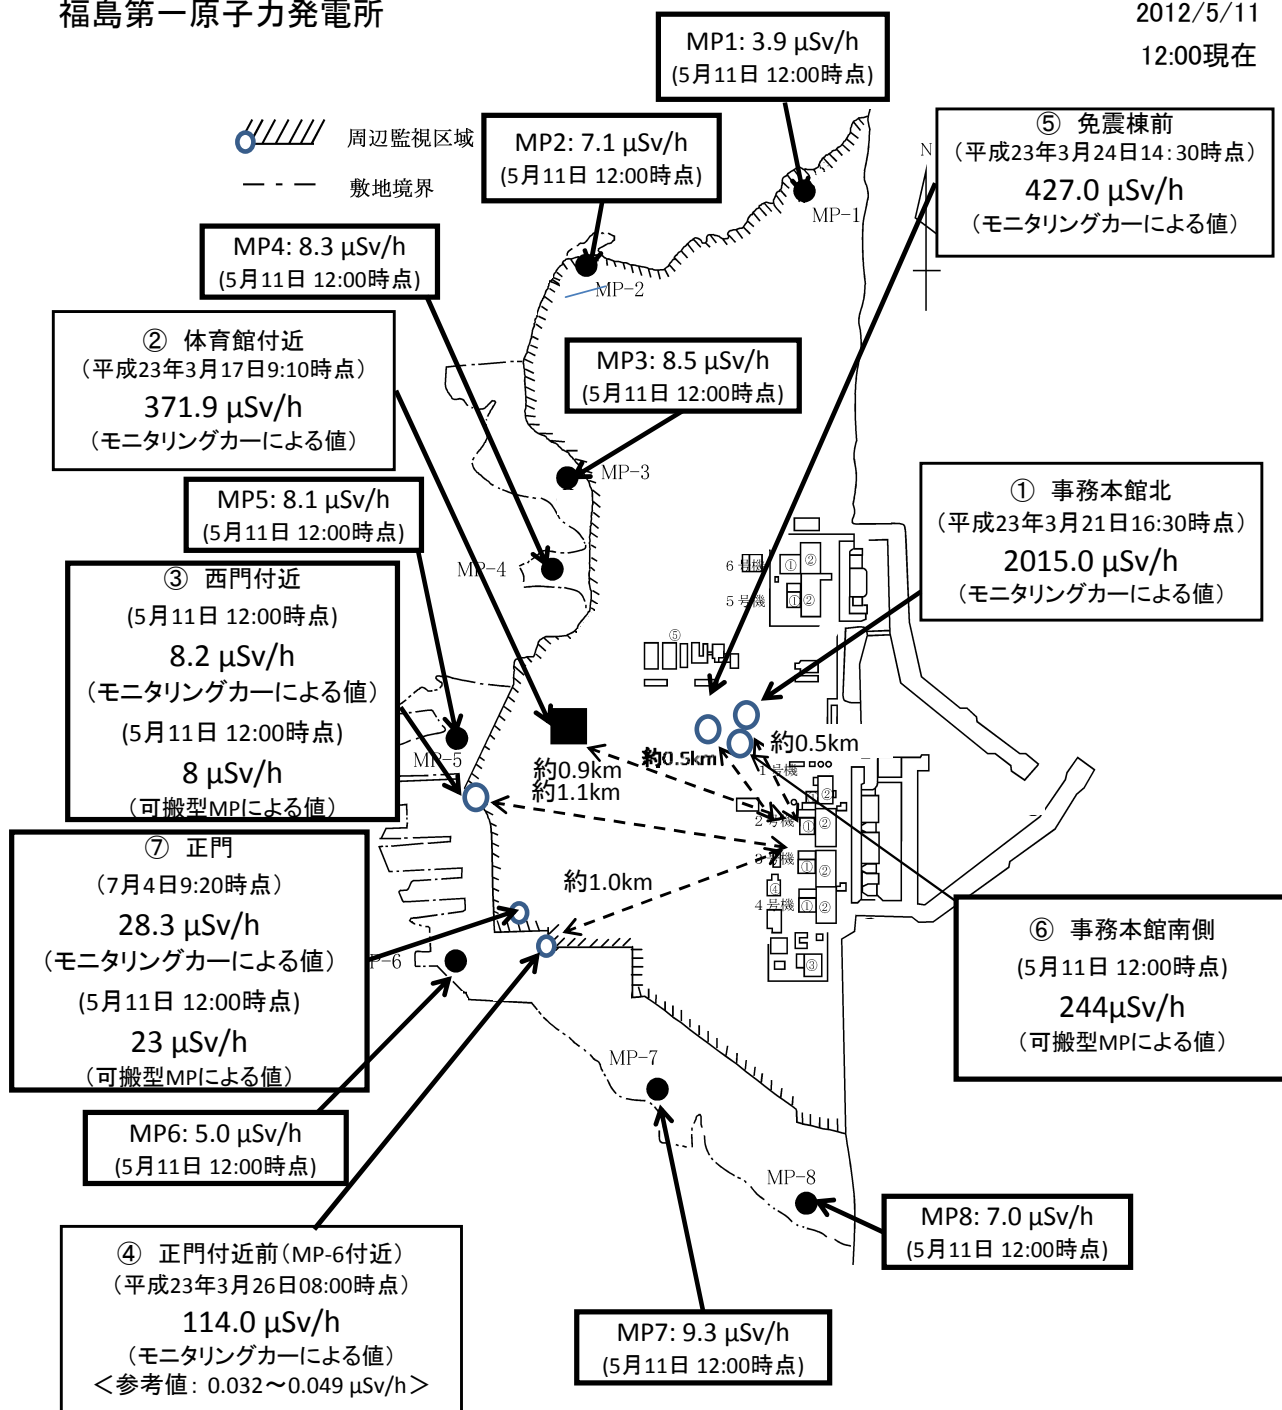 福島第一原子力発電所
2012/5/11
12:00現在
周辺監視区域
敷地境界
MP1: 3.9 μSv/h
(5月11日 12:00時点)
MP2: 7.1 μSv/h
(5月11日 12:00時点)
⑤ 免震棟前
(平成23年3月24日14:30時点)
427.0 μSv/h
(モニタリングカーによる値)
N
MP-1
MP4: 8.3 μSv/h
(5月11日 12:00時点)
MP-2
② 体育館付近
(平成23年3月17日9:10時点)
371.9 μSv/h
(モニタリングカーによる値)
MP3: 8.5 μSv/h
(5月11日 12:00時点)
MP-3
① 事務本館北
(平成23年3月21日16:30時点)
2015.0 μSv/h
(モニタリングカーによる値)
MP5: 8.1 μSv/h
(5月11日 12:00時点)
MP-4
6号機
① ②
5号機
① ②
⑤
③ 西門付近
(5月11日 12:00時点)
8.2 μSv/h
(モニタリングカーによる値)
(5月11日 12:00時点)
8 μSv/h
(可搬型MPによる値)
MP-5
約0.9km
約1.1km
約0.5km
約0.5km
1号機
②
2号機
① ②
3号機
① ②
④
4号機
① ②
③
約1.0km
⑦ 正門
(7月4日9:20時点)
28.3 μSv/h
(モニタリングカーによる値)
(5月11日 12:00時点)
23 μSv/h
(可搬型MPによる値)
P-6
⑥ 事務本館南側
(5月11日 12:00時点)
244μSv/h
(可搬型MPによる値)
MP-7
MP6: 5.0 μSv/h
(5月11日 12:00時点)
MP-8
MP8: 7.0 μSv/h
(5月11日 12:00時点)
④ 正門付近前(MP-6付近)
(平成23年3月26日08:00時点)
114.0 μSv/h
(モニタリングカーによる値)
<参考値: 0.032～0.049 μSv/h>
MP7: 9.3 μSv/h
(5月11日 12:00時点)